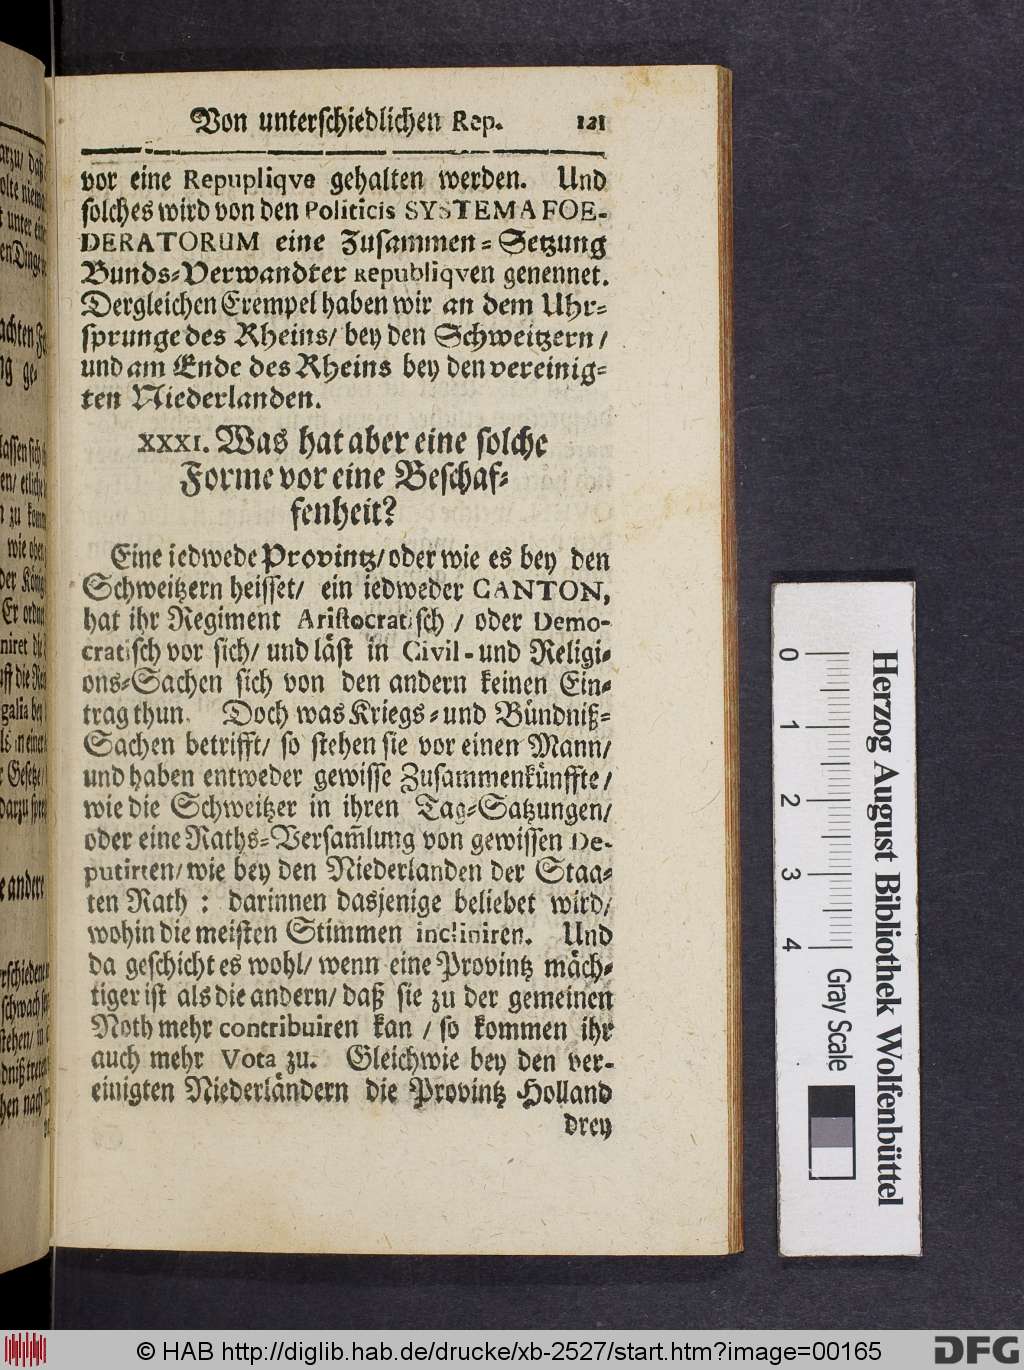 Von unterschiedlichen Rep. 121
vor eine Repupliqve gehalten werden. Und
solches wird von den Politicis SYSTEMA FOE-
DERATORUM eine Zusammen-Setzung
Bunds-Verwandter Republiqven genennet.
Dergleichen Exempel haben wir an dem Uhr-
sprunge des Rheins/ bey den Schweitzern/
und am Ende des Rheins bey den vereinig-
ten Niederlanden.
XXXI. Was hat aber eine solche
Forme vor eine Beschaf-
fenheit?
Eine iedwede Provintz/ oder wie es bey den
Schweitzern heisset/ ein iedweder CANTON,
hat ihr Regiment Aristocratisch/ oder Demo-
cratisch vor sich/ und läst in Civil-und Religi-
ons-Sachen sich von den andern keinen Ein-
trag thun. Doch was Kriegs-und Bündniß-
Sachen betrifft/ so stehen sie vor einen Mann/
und haben entweder gewisse Zusammenkünffte/
wie die Schweitzer in ihren Tag-Satzungen/
oder eine Raths-Versam̃lung von gewissen De-
putirten/ wie bey den Niederlanden der Staa-
ten Rath: darinnen dasjenige beliebet wird/
wohin die meisten Stimmen incliniren. Und
da geschicht es wohl/ wenn eine Provintz mäch-
tiger ist als die andern/ daß sie zu der gemeinen
Noth mehr contribuiren kan/ so kommen ihr
auch mehr Vota zu. Gleichwie bey den ver-
einigten Niederländern die Provintz Holland
drey
0 1 2 3 4
Gray Scale
Herzog August Bibliothek Wolfenbüttel
© HAB http://diglib.hab.de/drucke/xb-2527/start.htm?image=00165
DFG